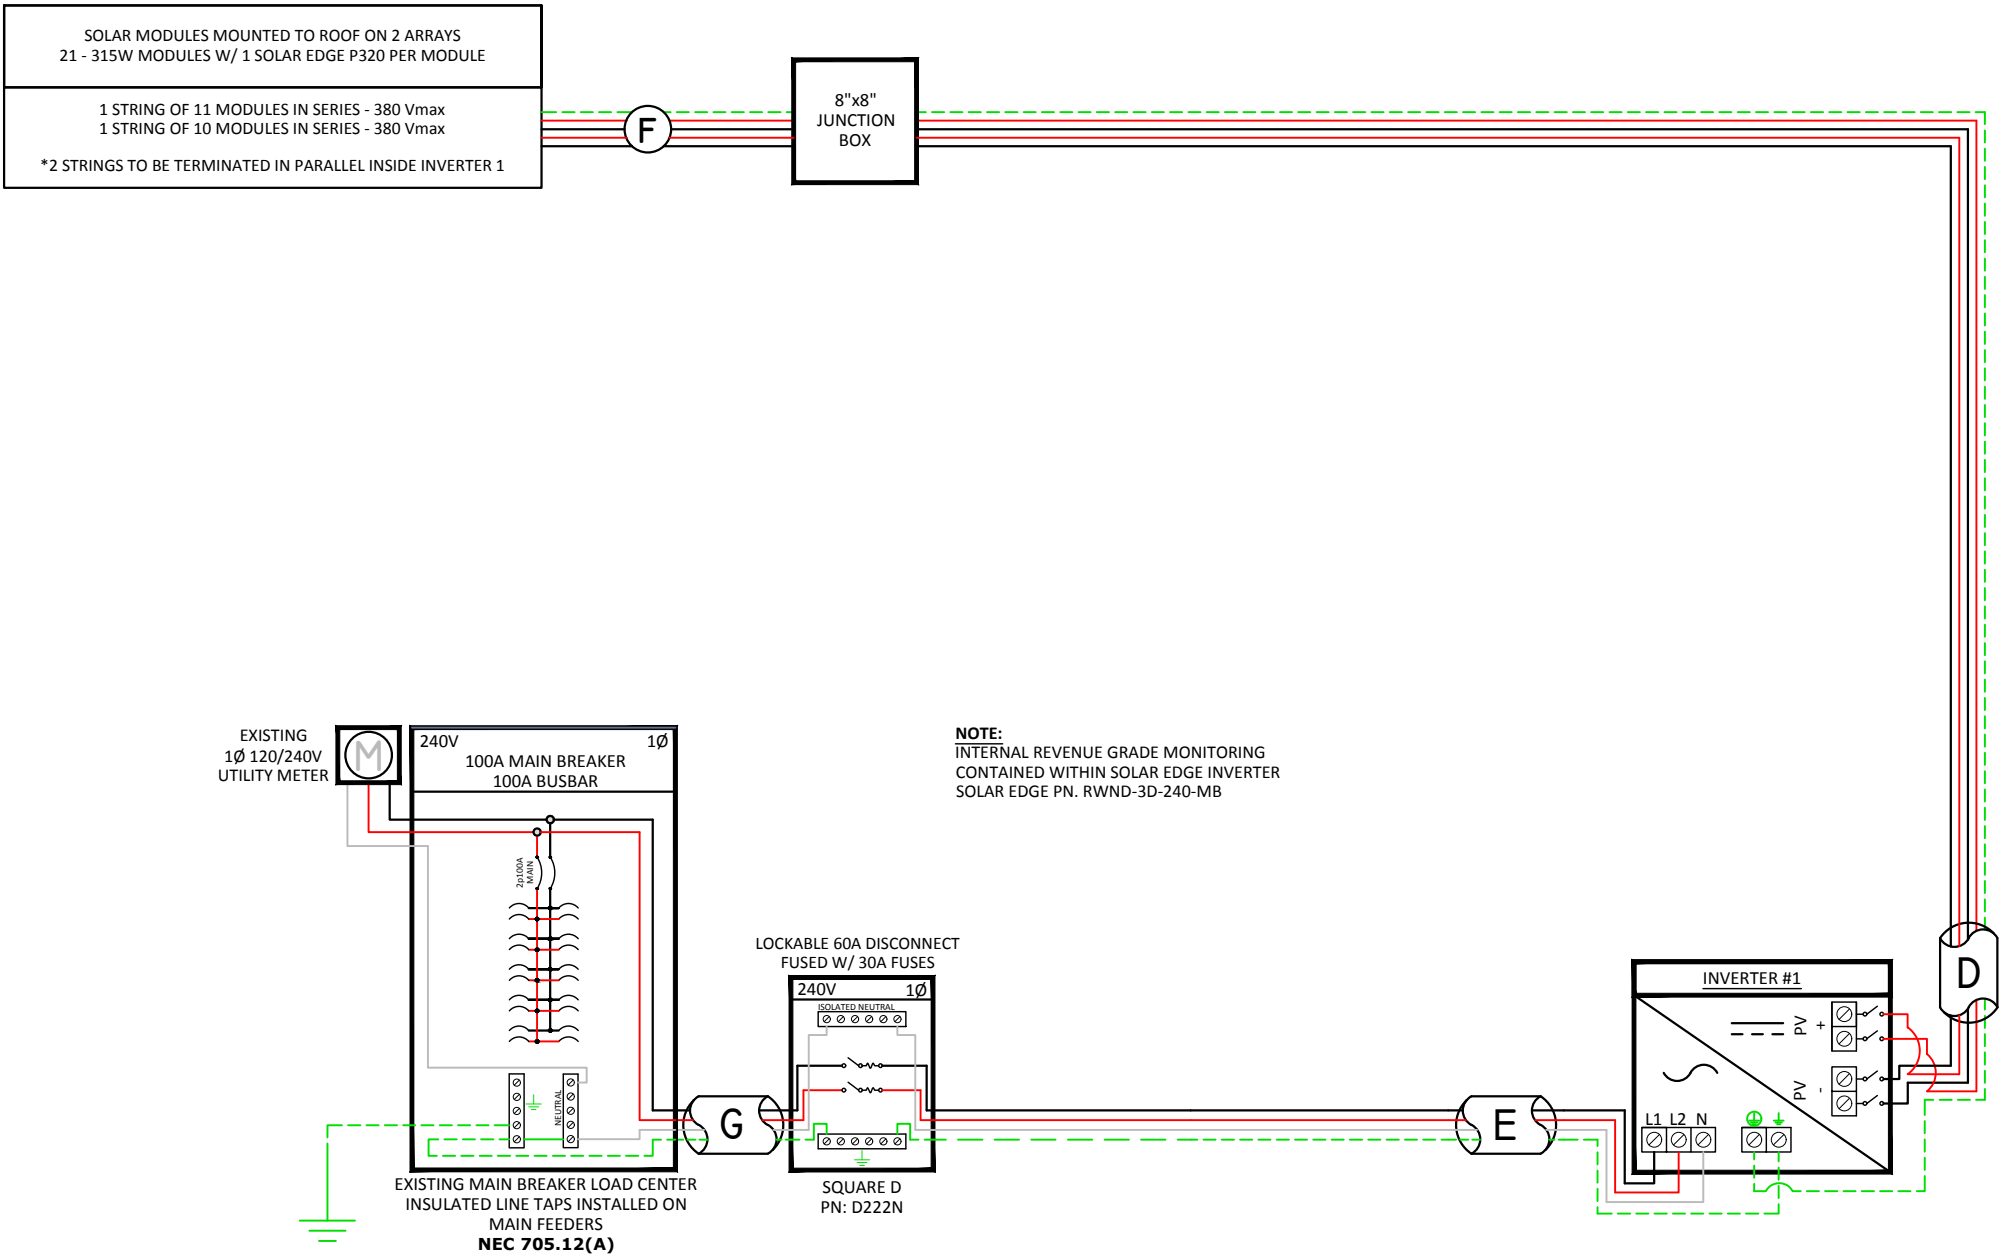 SOLAR MODULES MOUNTED TO ROOF ON 2 ARRAYS
21 - 315W MODULES W/ 1 SOLAR EDGE P320 PER MODULE
1 STRING OF 11 MODULES IN SERIES - 380 Vmax
1 STRING OF 10 MODULES IN SERIES - 380 Vmax
*2 STRINGS TO BE TERMINATED IN PARALLEL INSIDE INVERTER 1
F
8"x8"
JUNCTION
BOX
EXISTING
1Ø 120/240V
UTILITY METER
M
240V 1Ø
100A MAIN BREAKER
100A BUSBAR
2p100A
MAIN
NEUTRAL
EXISTING MAIN BREAKER LOAD CENTER
INSULATED LINE TAPS INSTALLED ON
MAIN FEEDERS
NEC 705.12(A)
G
LOCKABLE 60A DISCONNECT
FUSED W/ 30A FUSES
240V 1Ø
ISOLATED NEUTRAL
SQUARE D
PN: D222N
NOTE:
INTERNAL REVENUE GRADE MONITORING
CONTAINED WITHIN SOLAR EDGE INVERTER
SOLAR EDGE PN. RWND-3D-240-MB
E
D
INVERTER #1
PV +
PV -
L1 L2 N